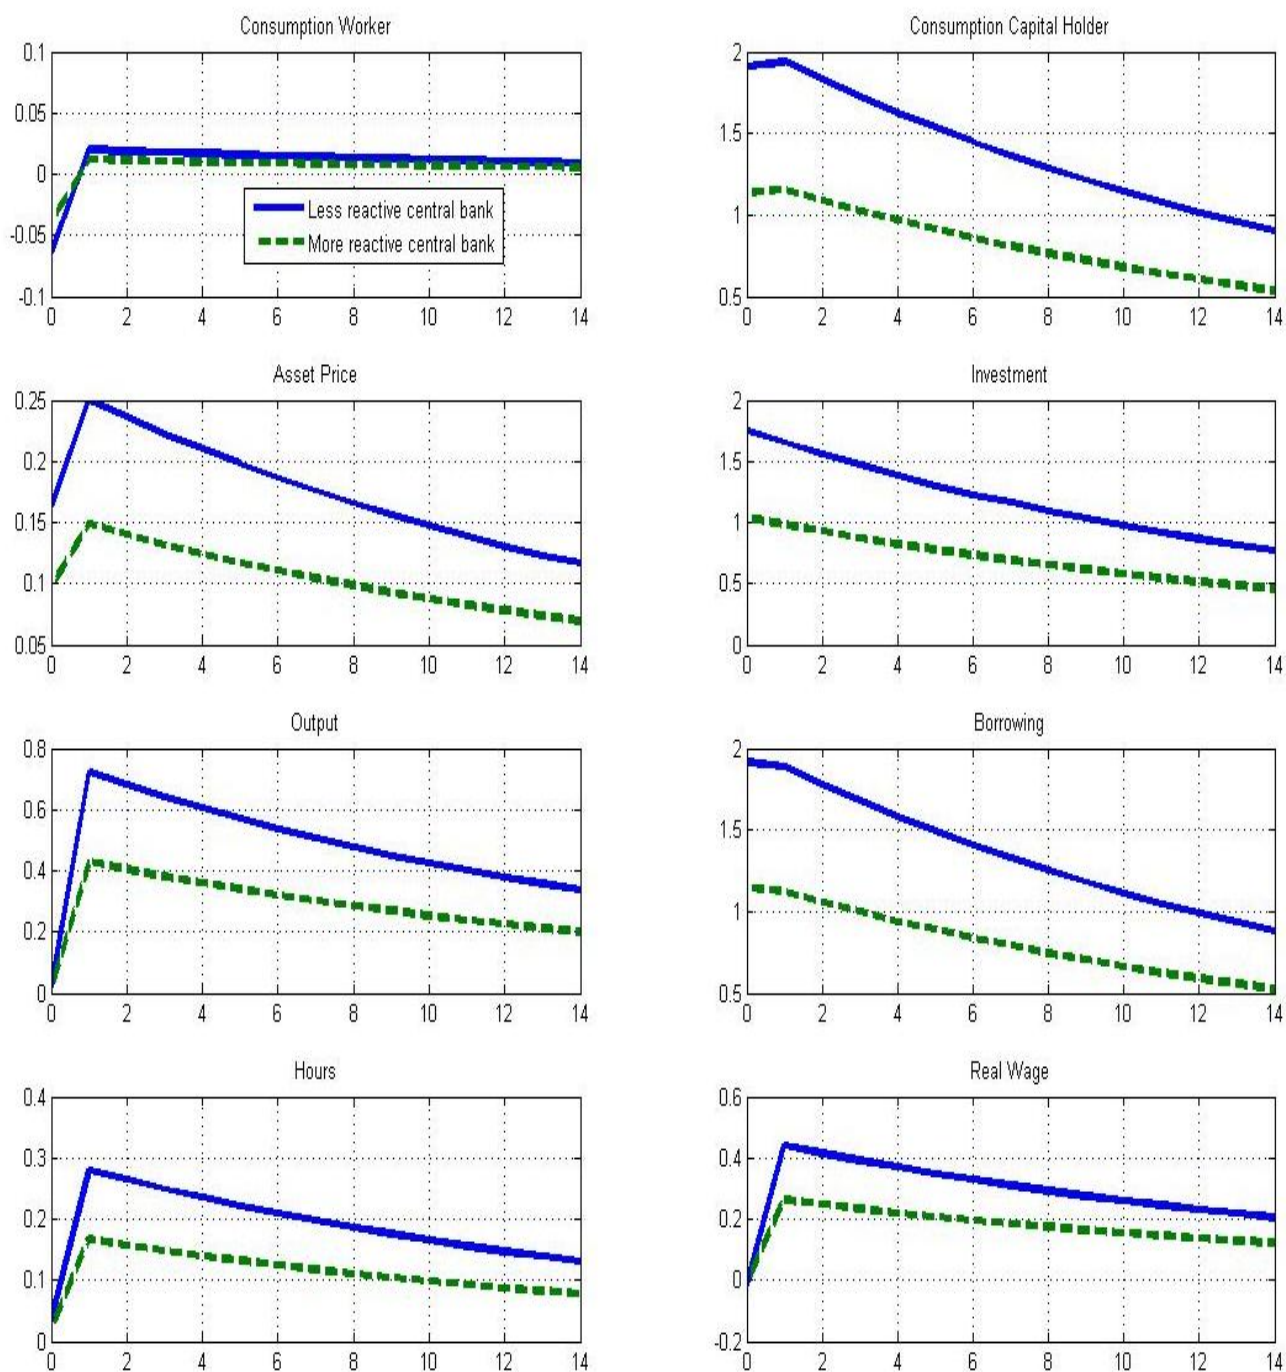 Consumption Worker
0.1
0.05
0
-0.05
-0.1
0 2 4 6 8 10 12 14
Less reactive central bank
More reactive central bank
Consumption Capital Holder
2
1.5
1
0.5
0 2 4 6 8 10 12 14
Asset Price
0.25
0.2
0.15
0.1
0.05
0 2 4 6 8 10 12 14
Investment
2
1.5
1
0.5
0
0 2 4 6 8 10 12 14
Output
0.8
0.6
0.4
0.2
0
0 2 4 6 8 10 12 14
Borrowing
2
1.5
1
0.5
0 2 4 6 8 10 12 14
Hours
0.4
0.3
0.2
0.1
0
0 2 4 6 8 10 12 14
Real Wage
0.6
0.4
0.2
0
-0.2
0 2 4 6 8 10 12 14